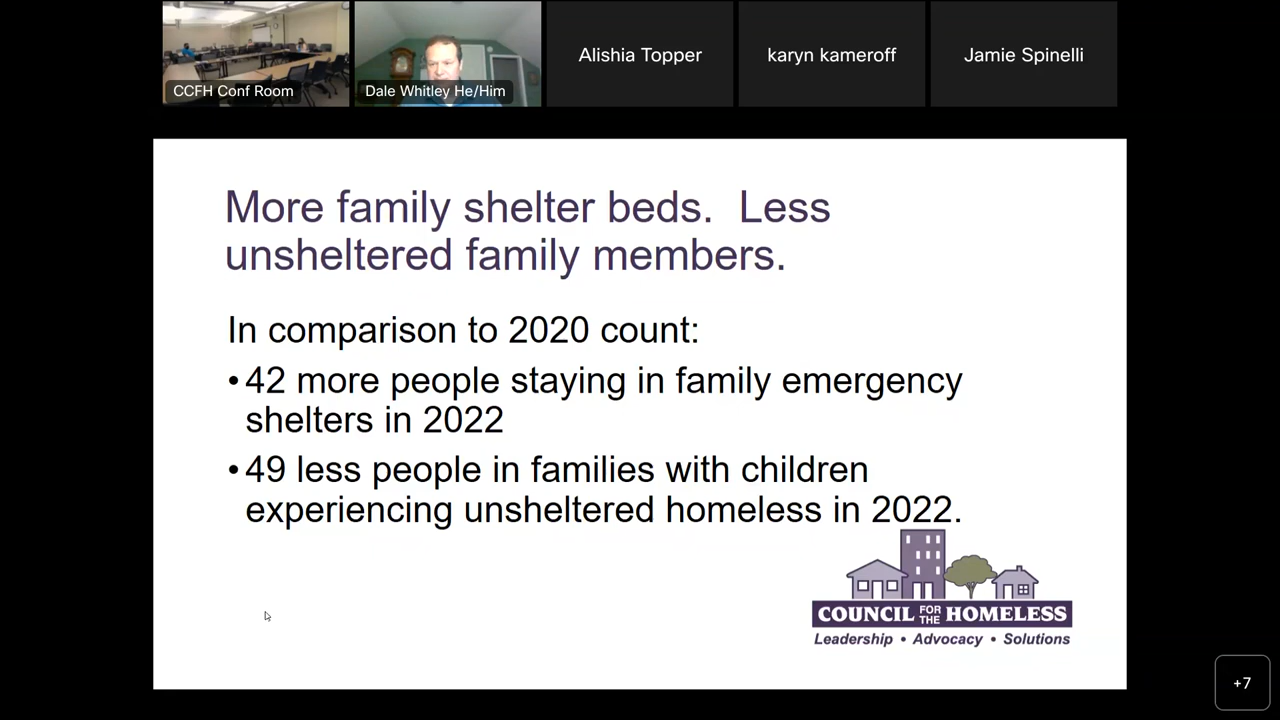 CCFH Conf Room
Dale Whitley He/Him
Alishia Topper
karyn kameroff
Jamie Spinelli
More family shelter beds.  Less
unsheltered family members.
In comparison to 2020 count:
•42 more people staying in family emergency
shelters in 2022
•49 less people in families with children
experiencing unsheltered homeless in 2022.
COUNCIL FOR THE HOMELESS
Leadership • Advocacy • Solutions
+7